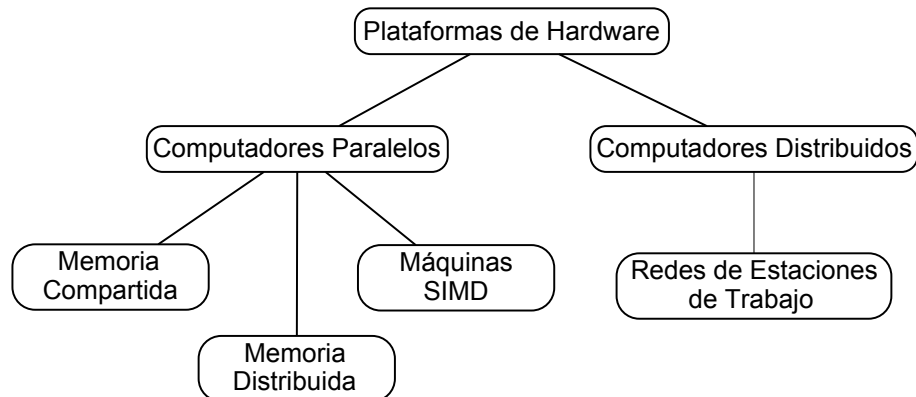 Plataformas de Hardware
Computadores Paralelos
Computadores Distribuidos
Memoria
Compartida
Máquinas
SIMD
Redes de Estaciones
de Trabajo
Memoria
Distribuida